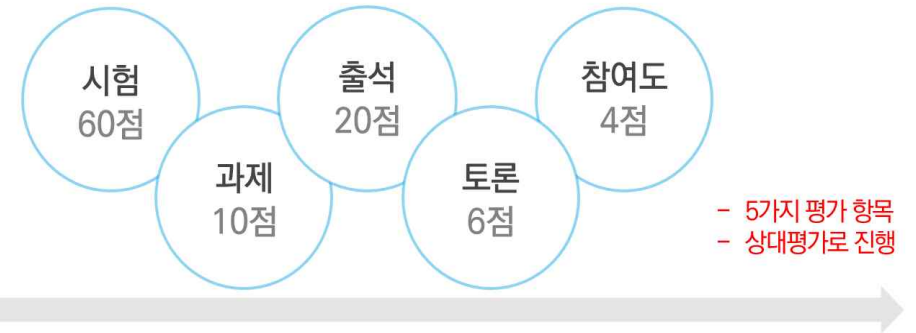 시험
60점
과제
10점
출석
20점
토론
6점
참여도
4점
- 5가지 평가 항목
- 상대평가로 진행